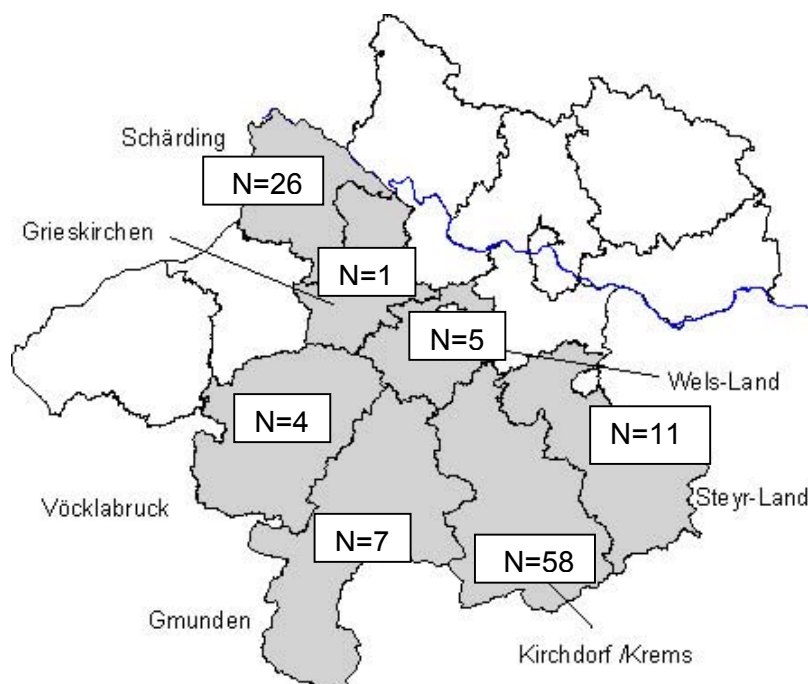 Schärding
N=26
Grieskirchen
N=1
N=5
Wels-Land
N=4
N=11
Vöcklabruck
Steyr-Land
N=7
N=58
Gmunden
Kirchdorf /Krems